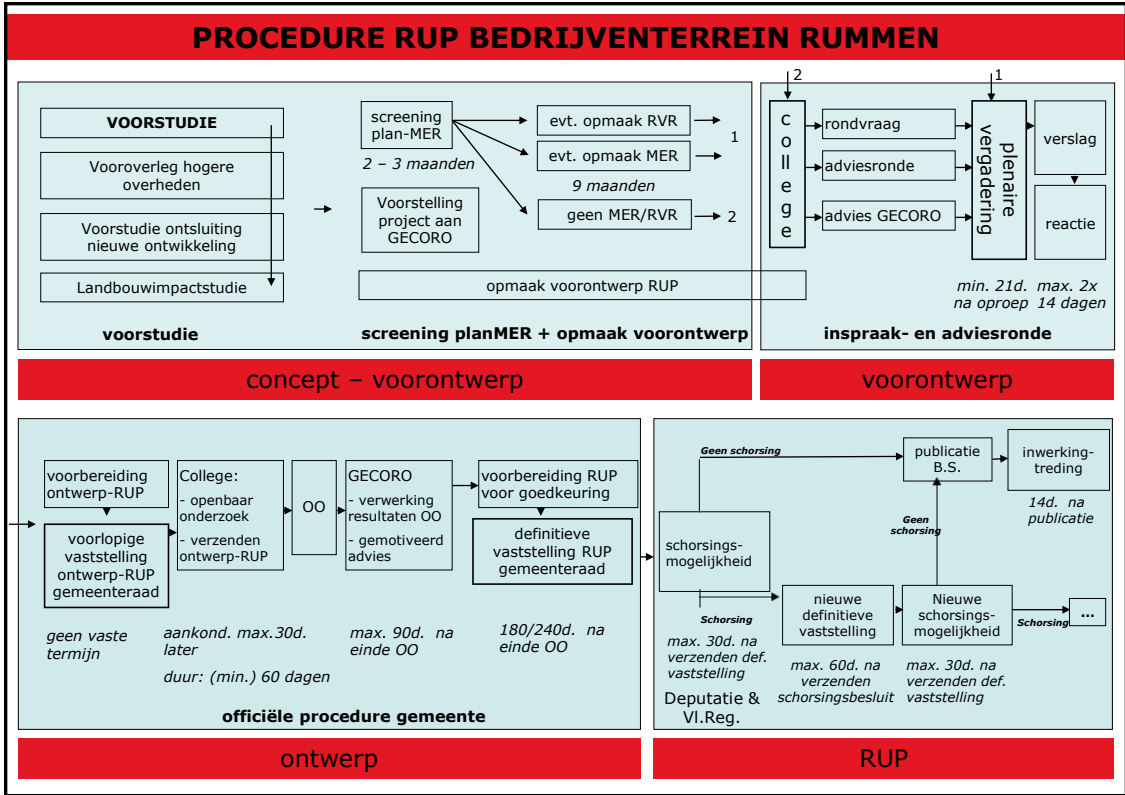 PROCEDURE RUP BEDRIJVENTERREIN RUMMEN
VOORSTUDIE
Vooroverleg hogere
overheden
Voorstudie ontsluiting
nieuwe ontwikkeling
Landbouwimpactstudie
voorstudie
screening
plan-MER
2 – 3 maanden
Voorstelling
project aan
GECORO
evt. opmaak RVR
evt. opmaak MER
9 maanden
geen MER/RVR
1
2
opmaak voorontwerp RUP
screening planMER + opmaak voorontwerp
2
1
college
rondvraag
adviesronde
advies GECORO
plenaire
vergadering
verslag
reactie
min. 21d.
na oproep
max. 2x
14 dagen
inspraak- en adviesronde
concept – voorontwerp
voorontwerp
voorbereiding
ontwerp-RUP
voorlopige
vaststelling
ontwerp-RUP
gemeenteraad
geen vaste
termijn
College:
- openbaar
onderzoek
- verzenden
ontwerp-RUP
aankond. max.30d.
later
duur: (min.) 60 dagen
OO
GECORO
- verwerking
resultaten OO
- gemotiveerd
advies
max. 90d. na
einde OO
voorbereiding RUP
voor goedkeuring
definitieve
vaststelling RUP
gemeenteraad
180/240d. na
einde OO
officiële procedure gemeente
Geen schorsing
publicatie
B.S.
inwerking-
treding
14d. na
publicatie
Geen
schorsing
schorsings-
mogelijkheid
Schorsing
max. 30d. na
verzenden def.
vaststelling
Deputatie &
Vl.Reg.
nieuwe
definitieve
vaststelling
max. 60d. na
verzenden
schorsingsbesluit
Nieuwe
schorsings-
mogelijkheid
max. 30d. na
verzenden def.
vaststelling
Schorsing
...
ontwerp
RUP